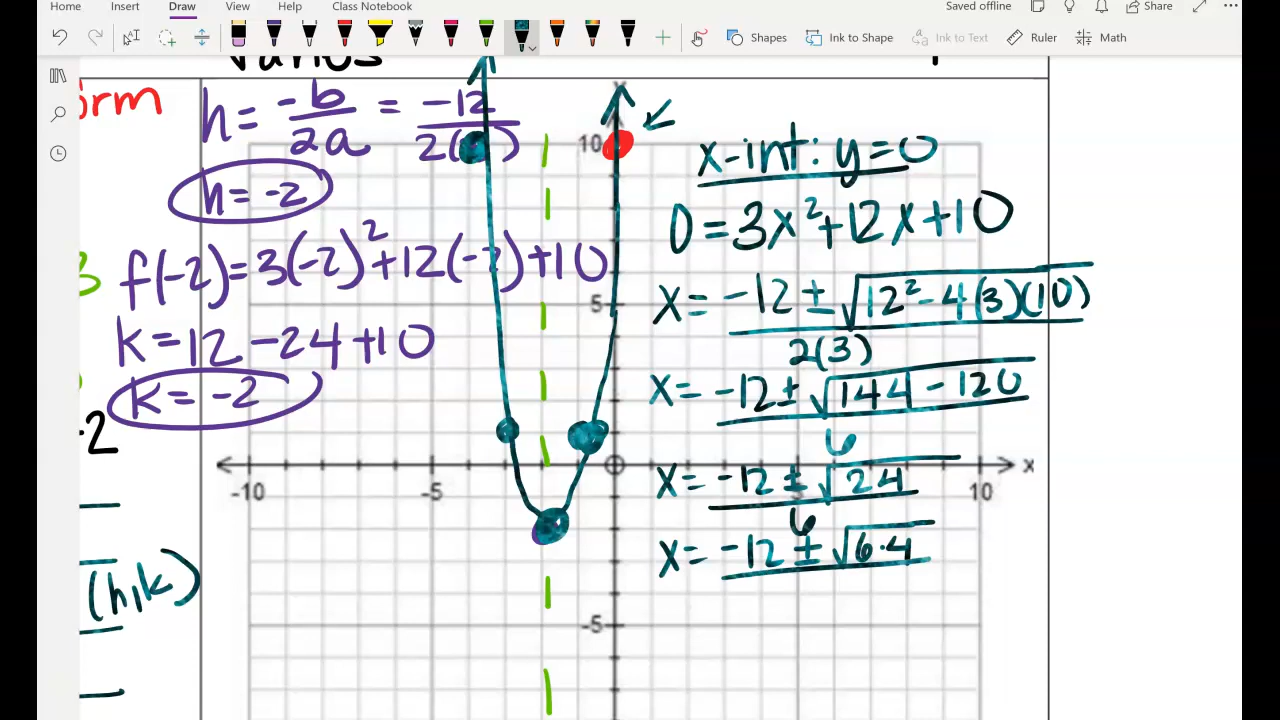 Home Insert Draw View Help Class Notebook Saved offline Share
Shapes Ink to Shape Ink to Text Ruler Math
orm
h = -b/2a = -12/2( )
h = -2
f(-2) = 3(-2)² + 12(-2) + 10
k = 12 - 24 + 10
k = -2
3
-2
(h,k)
10
5
-10
-5
10
x
-5
x-int: y=0
0 = 3x² + 12x + 10
x = -12 ± √12² - 4(3)(10) / 2(3)
x = -12 ± √144 - 120 / 6
x = -12 ± √24 / 6
x = -12 ± √6·4